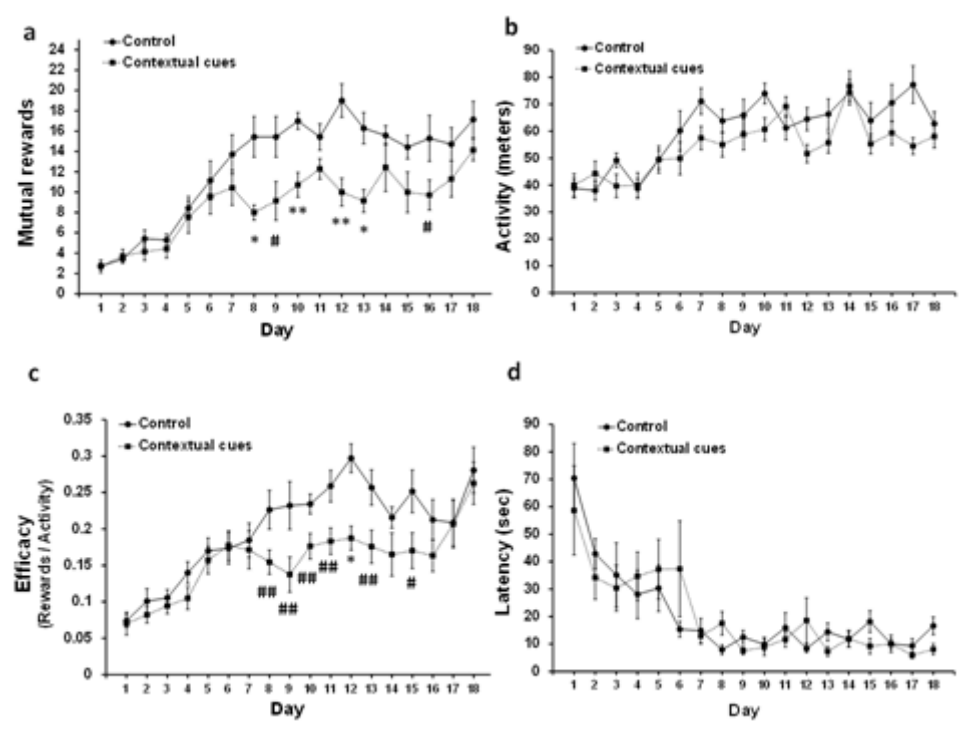 a
Mutual rewards
24
22
20
18
16
14
12
10
8
6
4
2
0
Control
Contextual cues
* # ** ** * #
1 2 3 4 5 6 7 8 9 10 11 12 13 14 15 16 17 18
Day
b
Activity (meters)
90
80
70
60
50
40
30
20
10
0
Control
Contextual cues
1 2 3 4 5 6 7 8 9 10 11 12 13 14 15 16 17 18
Day
c
Efficacy
(Rewards / Activity)
0.35
0.3
0.25
0.2
0.15
0.1
0.05
0
Control
Contextual cues
## ## ## ## * ## #
1 2 3 4 5 6 7 8 9 10 11 12 13 14 15 16 17 18
Day
d
Latency (sec)
90
80
70
60
50
40
30
20
10
0
Control
Contextual cues
1 2 3 4 5 6 7 8 9 10 11 12 13 14 15 16 17 18
Day